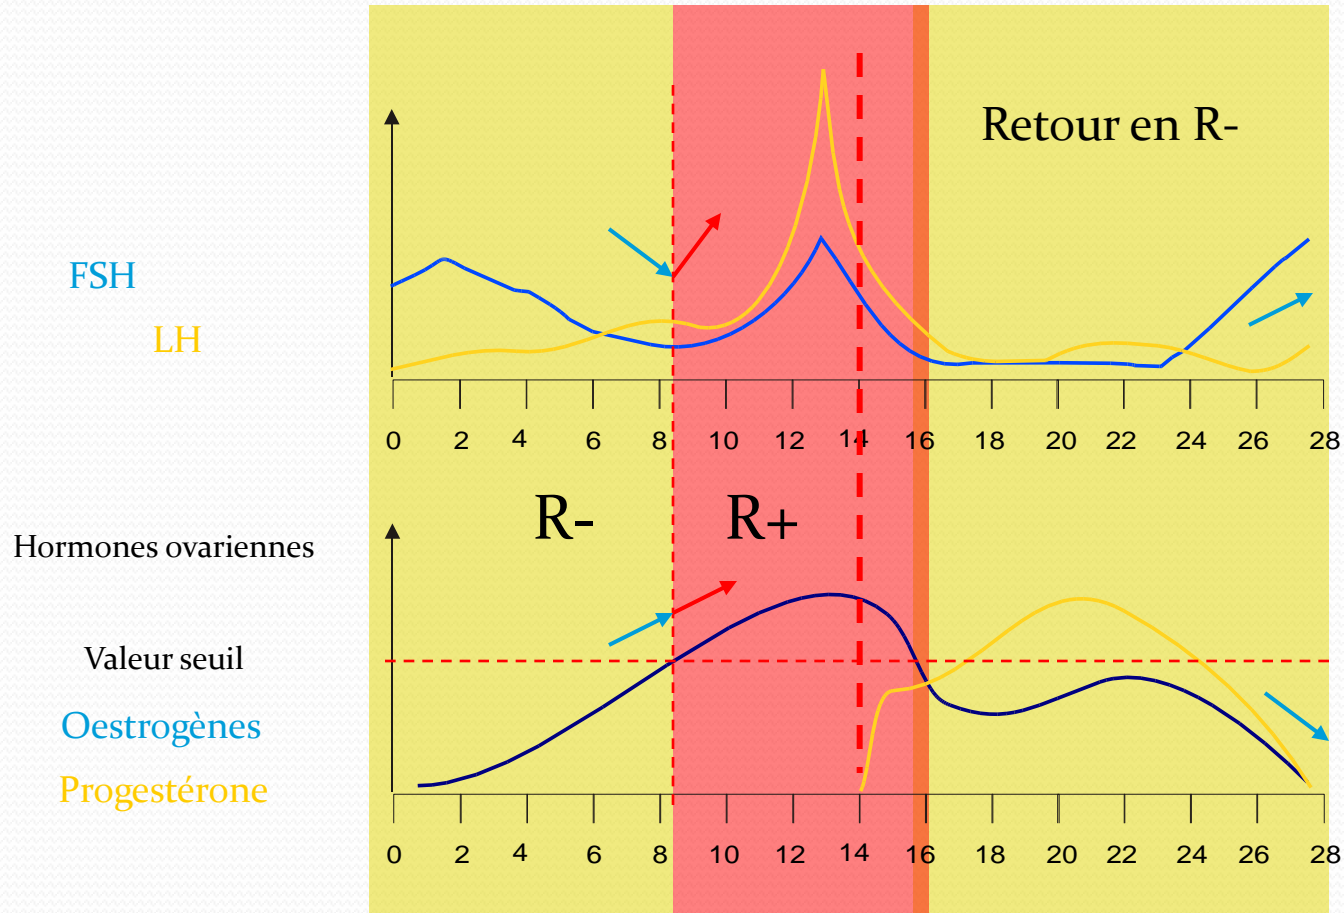 Retour en R-
FSH
LH
0 2 4 6 8 10 12 14 16 18 20 22 24 26 28
R- R+
Hormones ovariennes
Valeur seuil
Oestrogènes
Progestérone
0 2 4 6 8 10 12 14 16 18 20 22 24 26 28